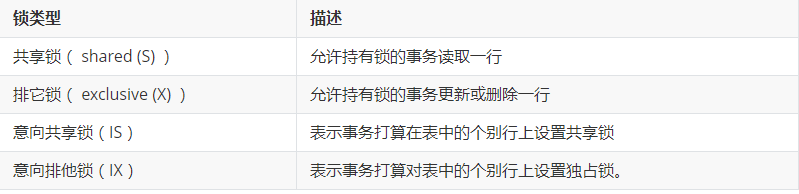 锁类型 描述
共享锁（ shared (S) ） 允许持有锁的事务读取一行
排它锁（ exclusive (X) ） 允许持有锁的事务更新或删除一行
意向共享锁（IS） 表示事务打算在表中的个别行上设置共享锁
意向排他锁（IX） 表示事务打算对表中的个别行上设置独占锁。